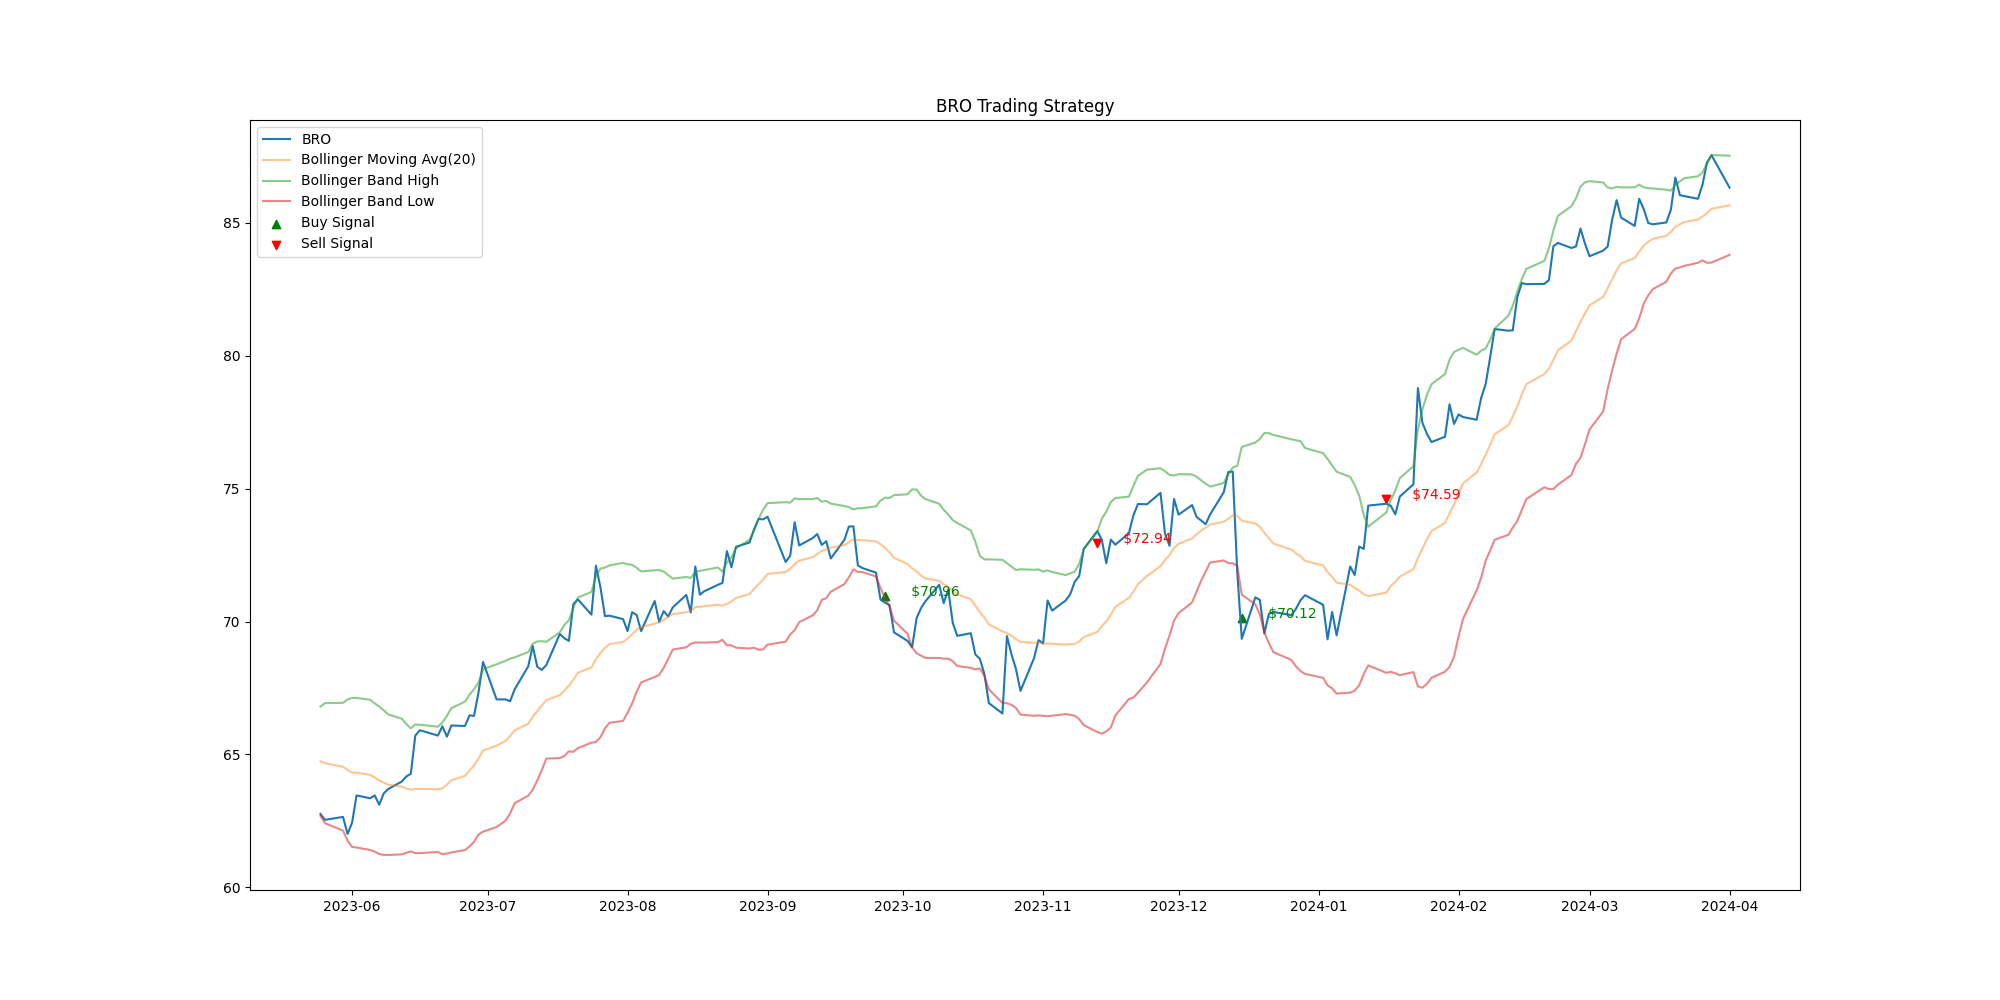 BRO Trading Strategy
BRO
Bollinger Moving Avg(20)
Bollinger Band High
Bollinger Band Low
Buy Signal
Sell Signal
85
80
75
70
65
60
$70.96
$72.94
$70.12
$74.59
2023-06 2023-07 2023-08 2023-09 2023-10 2023-11 2023-12 2024-01 2024-02 2024-03 2024-04